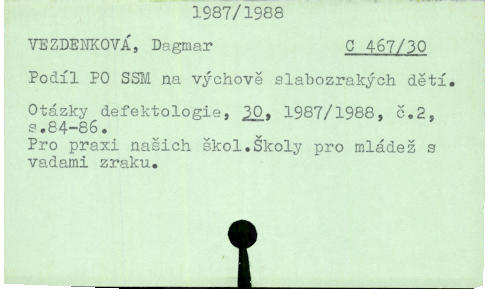 1987/1988
VEZDENKOVÁ, Dagmar C 467/30
Podíl PO SSM na výchově slabozrakých dětí.
Otázky defektologie, 30, 1987/1988, č.2,
s.84-86.
Pro praxi našich škol.Školy pro mládež s
vadami zraku.